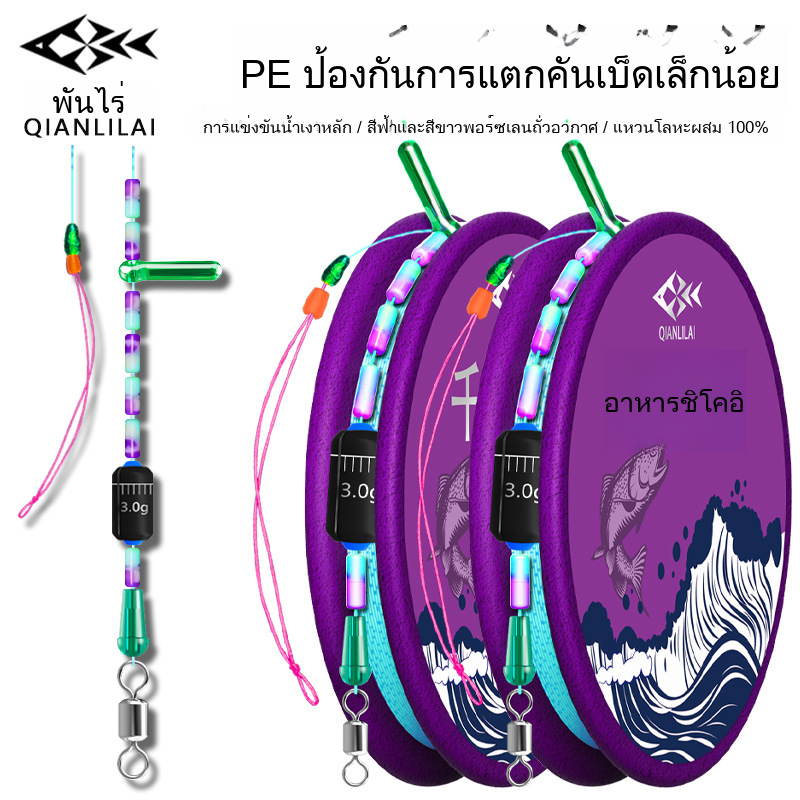 PE ป้องกันการแตกคันเบ็ดเล็กน้อย
พันไร่
QIANLILAI
การแข่งขันน้ำเงาหลัก / สีฟ้าและสีขาวพอร์ซเลนถั่วอวกาศ / แหวนโลหะผสม 100%
QIANLILAI
อาหารชิโคอิ
千
3.0g
3.0g
3.0g